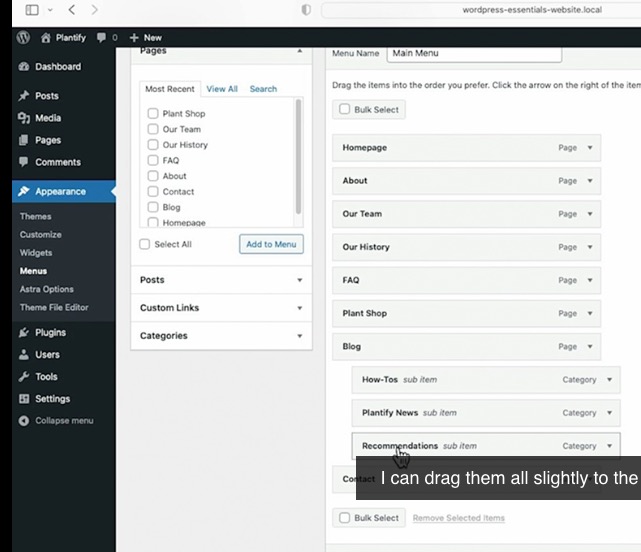 wordpress-essentials-website.local
Plantify 0 New
Dashboard
Posts
Media
Pages
Comments
Appearance
Themes
Customize
Widgets
Menus
Astra Options
Theme File Editor
Plugins
Users
Tools
Settings
Collapse menu
Pages
Most Recent View All Search
Plant Shop
Our Team
Our History
FAQ
About
Contact
Blog
Homepage
Select All Add to Menu
Posts
Custom Links
Categories
Menu Name Main Menu
Drag the items into the order you prefer. Click the arrow on the right of the item
Bulk Select
Homepage Page
About Page
Our Team Page
Our History Page
FAQ Page
Plant Shop Page
Blog Page
How-Tos sub item Category
Plantify News sub item Category
Recommendations sub item Category
Contact
I can drag them all slightly to the
Bulk Select Remove Selected Items